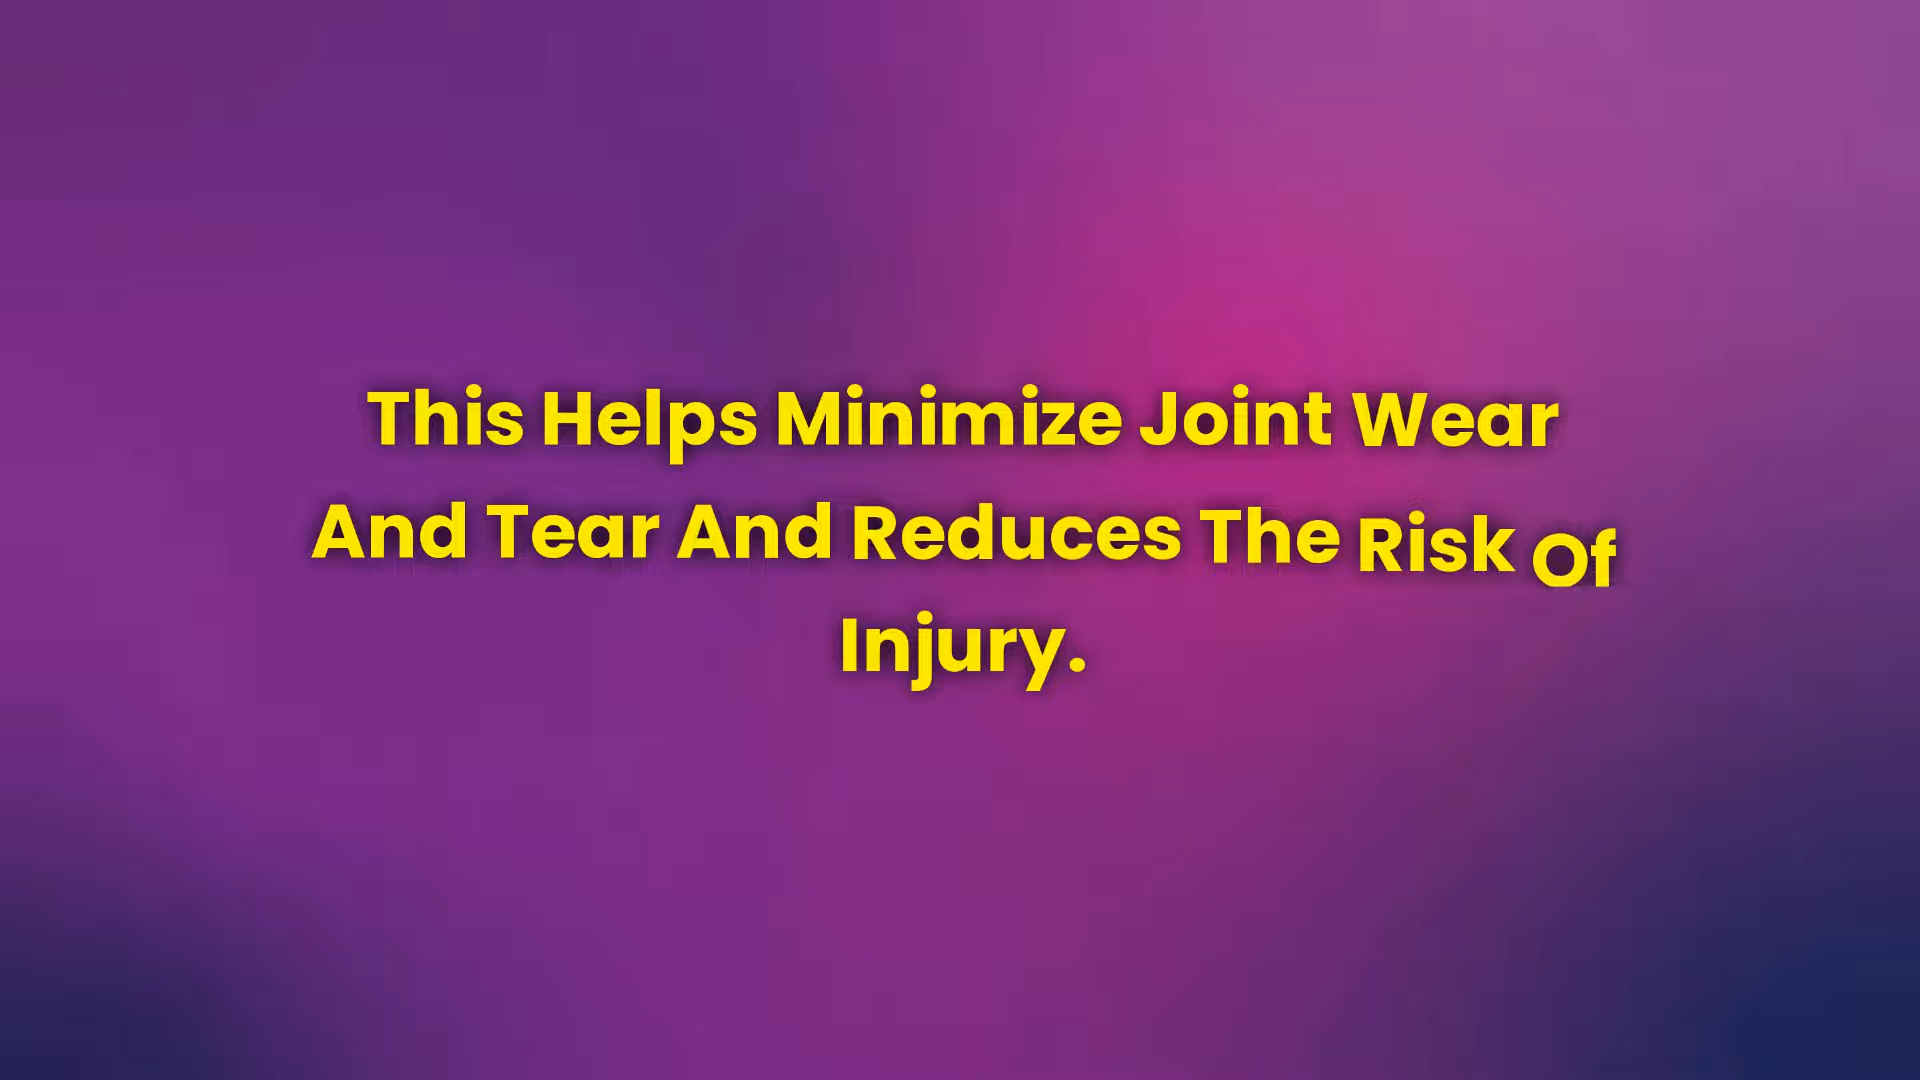 This Helps Minimize Joint Wear
And Tear And Reduces The Risk Of
Injury.